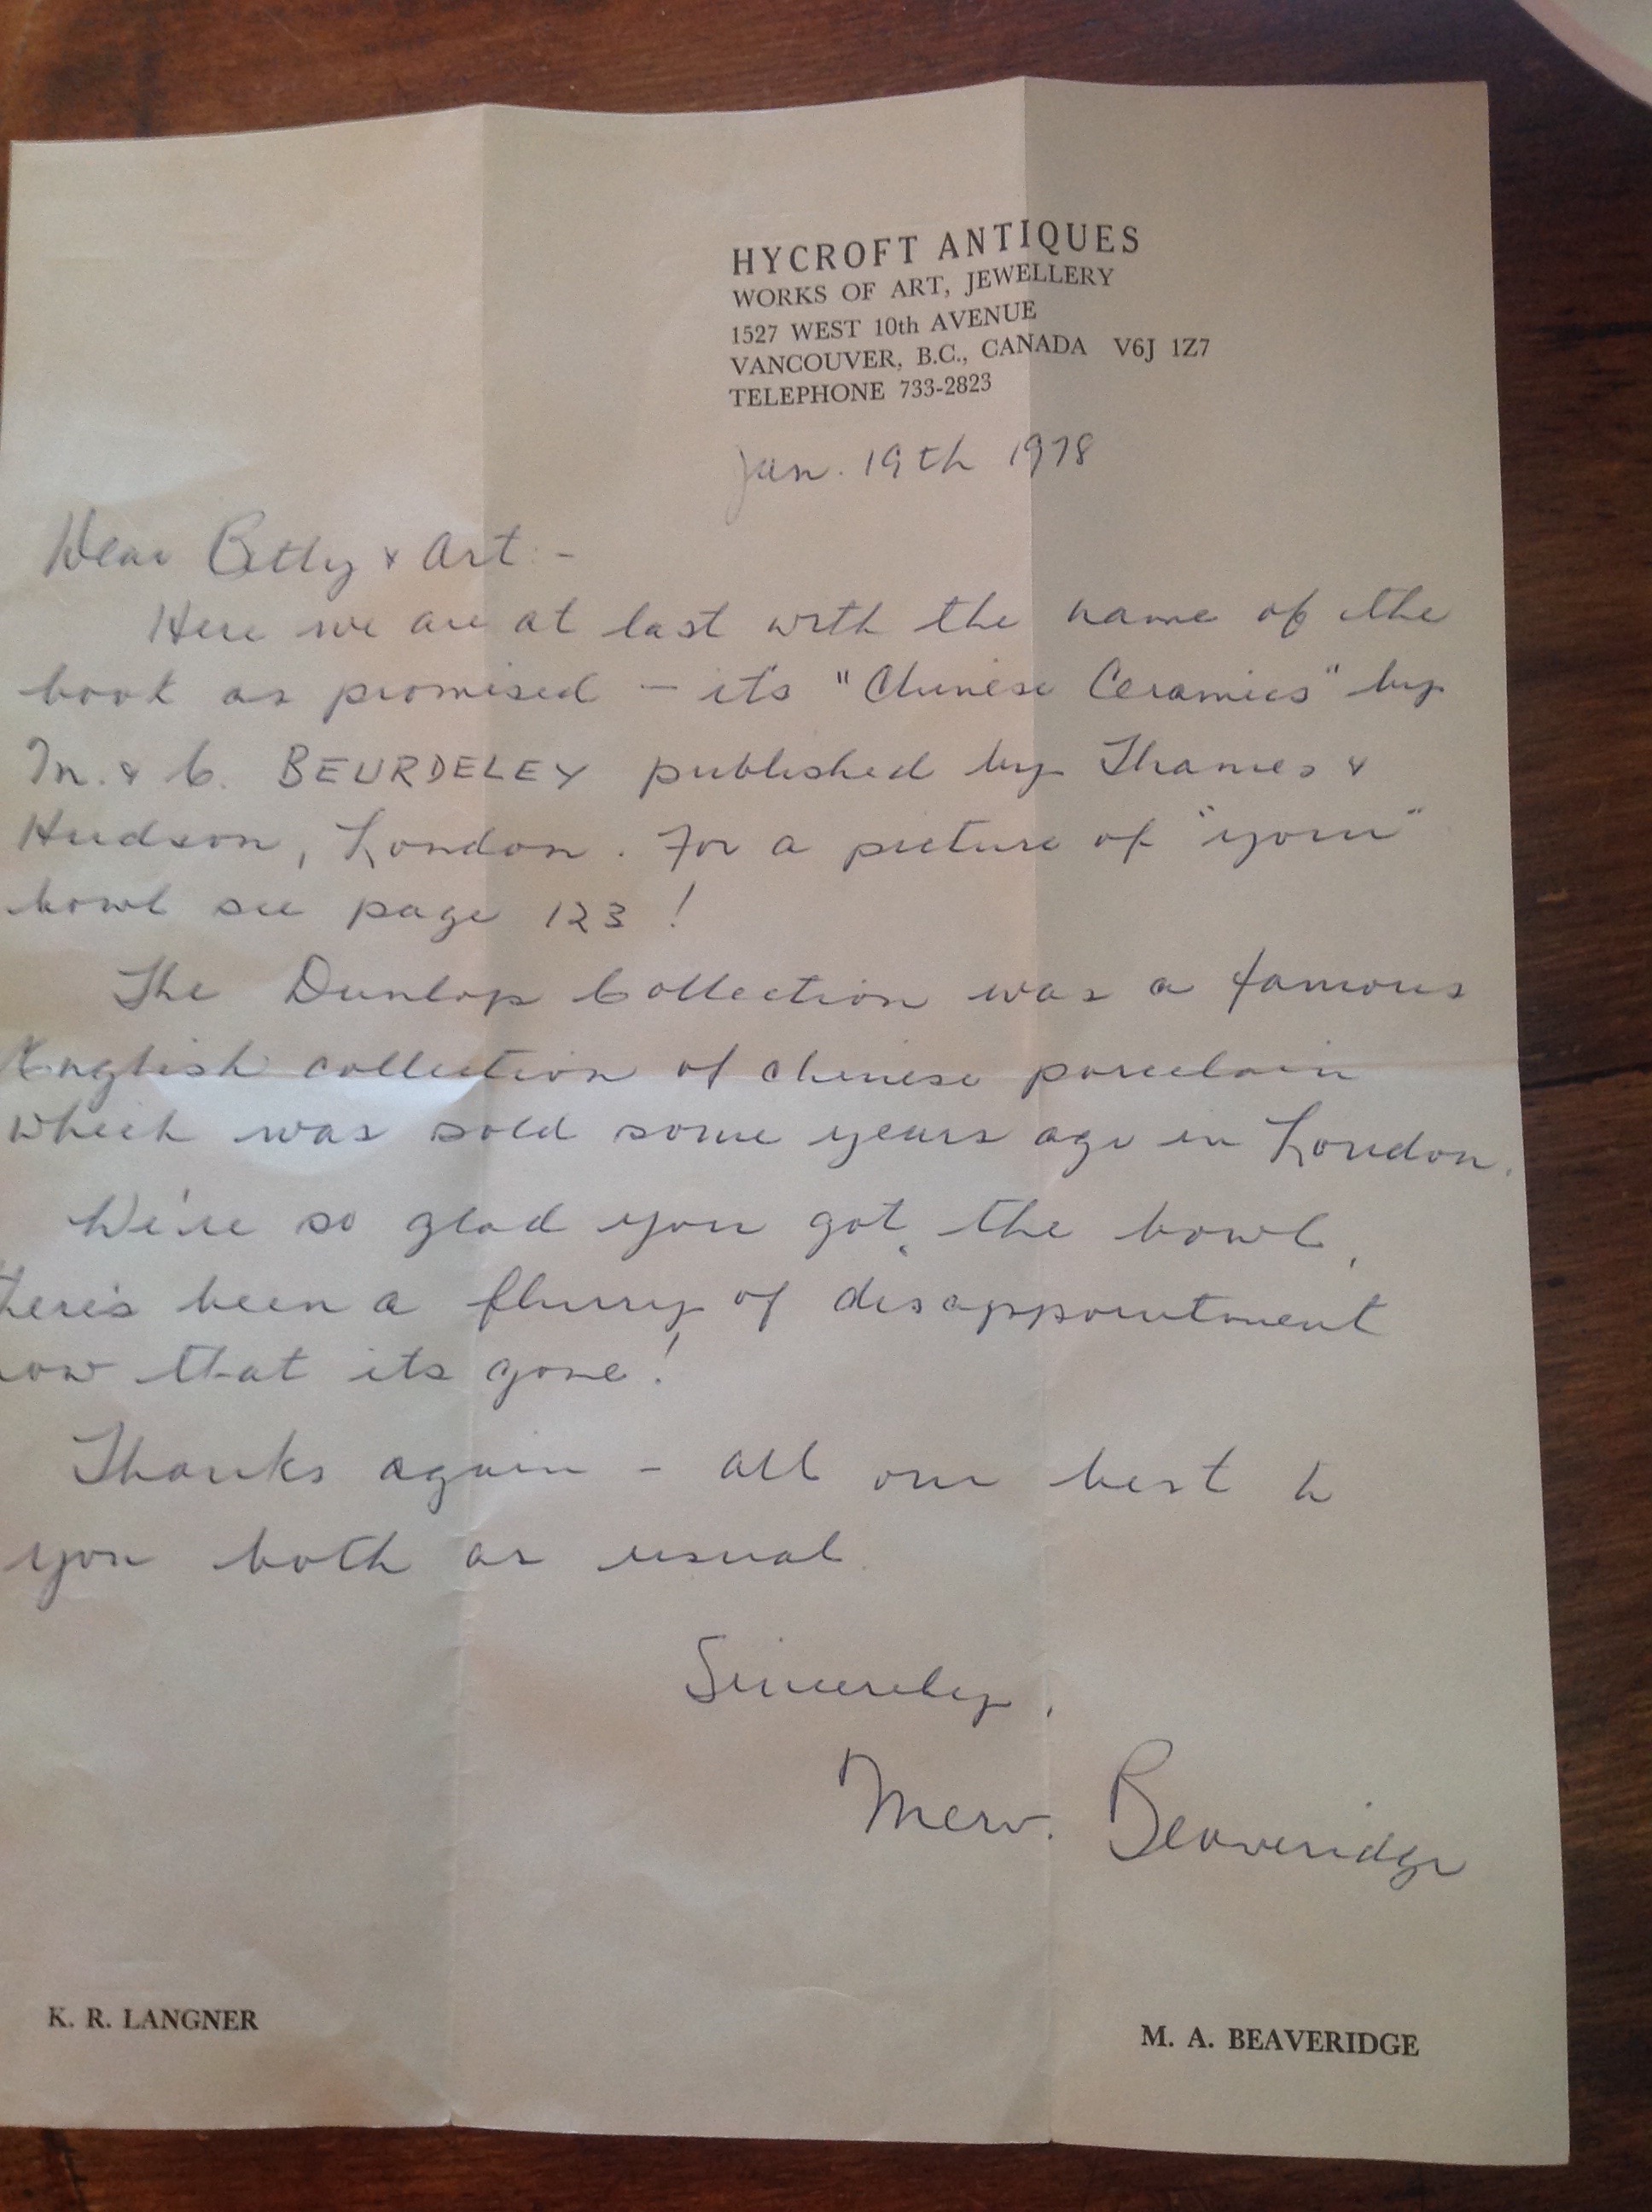 HYCROFT ANTIQUES
WORKS OF ART, JEWELLERY
1527 WEST 10th AVENUE
VANCOUVER, B.C., CANADA V6J 1Z7
TELEPHONE 733-2823
Jan. 19th 1978
Dear Betty & Art: -
Here we are at last with the name of the
book as promised - it's "Chinese Ceramics" by
M. & C. BEURDELEY published by Thames &
Hudson, London. For a picture of "your"
bowl see page 123!
The Dunlop Collection was a famous
English collection of chinese porcelain
which was sold some years ago in London.
We're so glad you got the bowl,
there's been a flurry of disappointment
now that its gone!
Thanks again - all our best to
you both as usual.
Sincerely,
Merv. Beaveridge
K. R. LANGNER
M. A. BEAVERIDGE